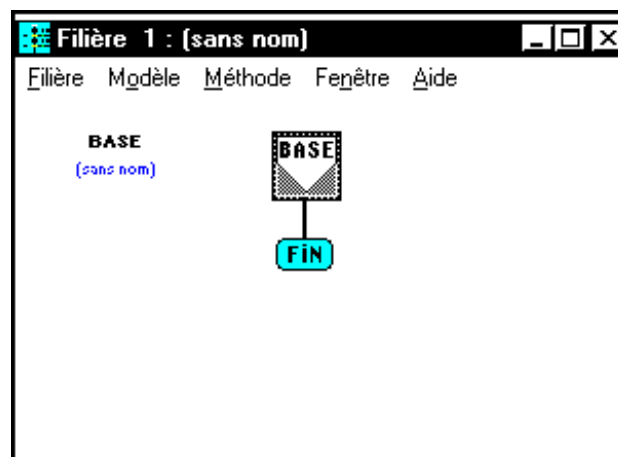 Filière 1 : (sans nom)
Filière Modèle Méthode Fenêtre Aide
BASE
(sans nom)
BASE
FiN